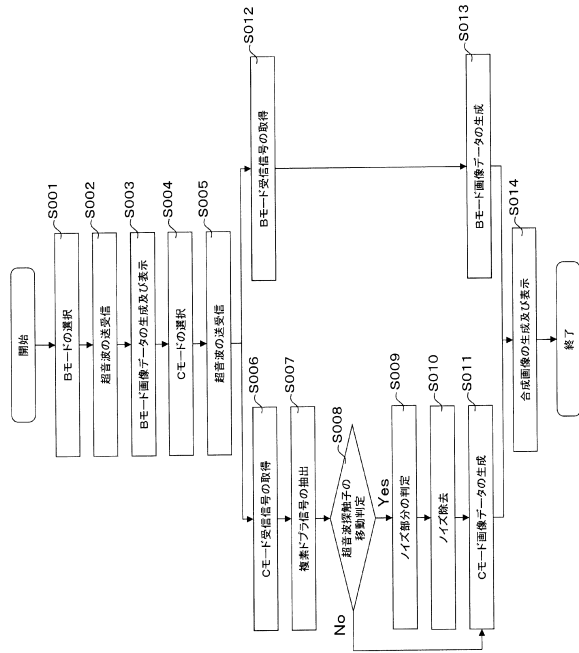 開始
Bモードの選択
S001
超音波の送受信
S002
Bモード画像データの生成及び表示
S003
Cモードの選択
S004
超音波の送受信
S005
Cモード受信信号の取得
S006
複素ドプラ信号の抽出
S007
超音波探触子の
移動判定
S008
Yes
No
ノイズ部分の判定
S009
ノイズ除去
S010
Cモード画像データの生成
S011
Bモード受信信号の取得
S012
Bモード画像データの生成
S013
合成画像の生成及び表示
S014
終了